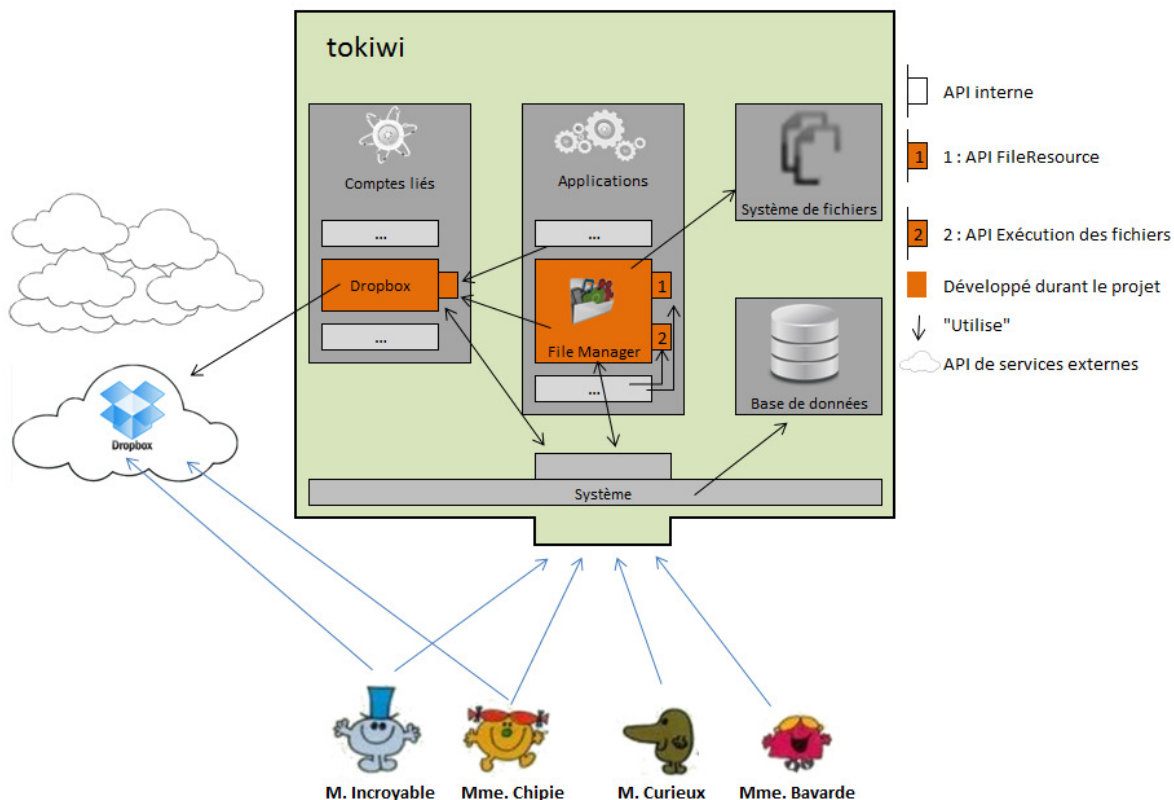 tokiwi
Comptes liés
...
Dropbox
...
Applications
...
File Manager
1
2
...
Système de fichiers
Base de données
Système
API interne
1
1 : API FileResource
2
2 : API Exécution des fichiers
Développé durant le projet
"Utilise"
API de services externes
Dropbox
M. Incroyable
Mme. Chipie
M. Curieux
Mme. Bavarde